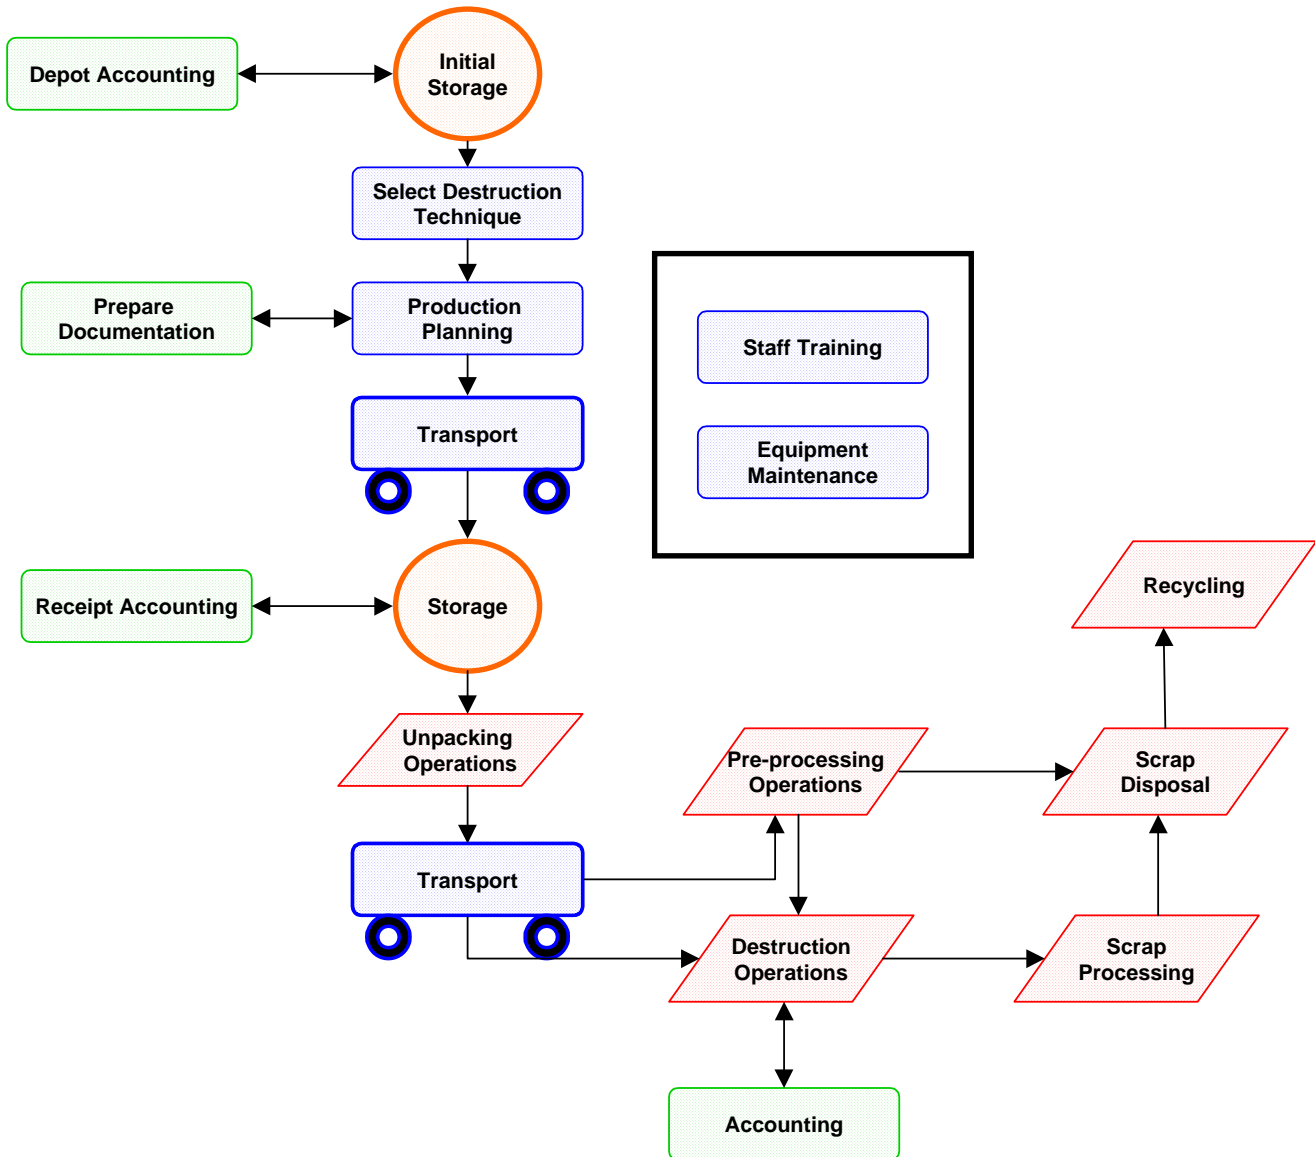 Depot Accounting
Initial
Storage
Select Destruction
Technique
Prepare
Documentation
Production
Planning
Staff Training
Transport
Equipment
Maintenance
Receipt Accounting
Storage
Recycling
Unpacking
Operations
Pre-processing
Operations
Scrap
Disposal
Transport
Destruction
Operations
Scrap
Processing
Accounting